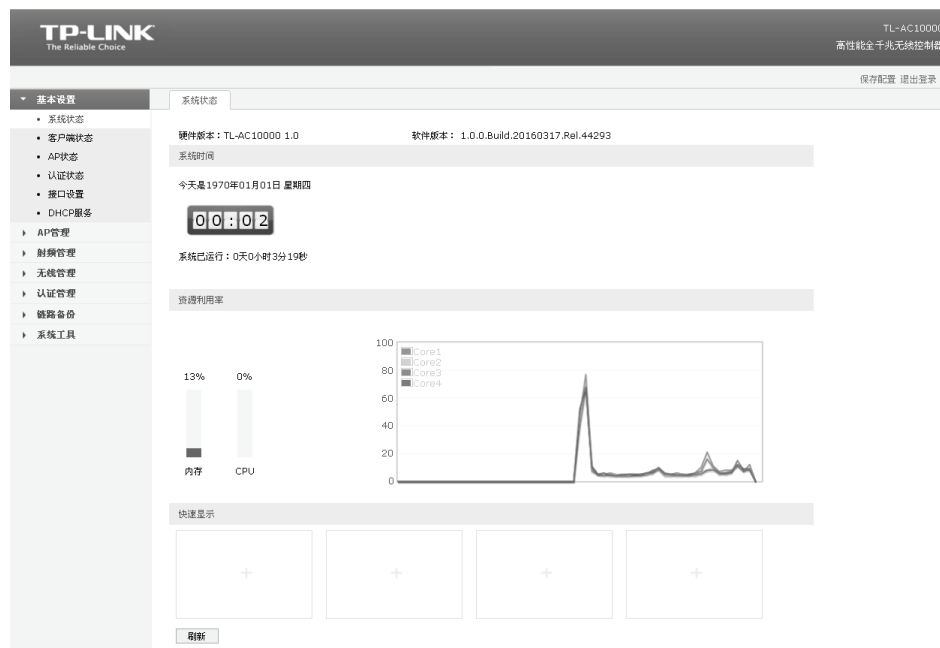 TP-LINK
The Reliable Choice
TL-AC10000
高性能全千兆无线控制器
保存配置 退出登录
基本设置
系统状态
客户端状态
AP状态
认证状态
接口设置
DHCP服务
AP管理
射频管理
无线管理
认证管理
链路备份
系统工具
系统状态
硬件版本：TL-AC10000 1.0 软件版本： 1.0.0.Build.20160317.Rel.44293
系统时间
今天是1970年01月01日 星期四
00:02
系统已运行：0天0小时3分19秒
资源利用率
13% 0%
内存 CPU
100
80
60
40
20
0
Core1
Core2
Core3
Core4
快速显示
+ + + +
刷新